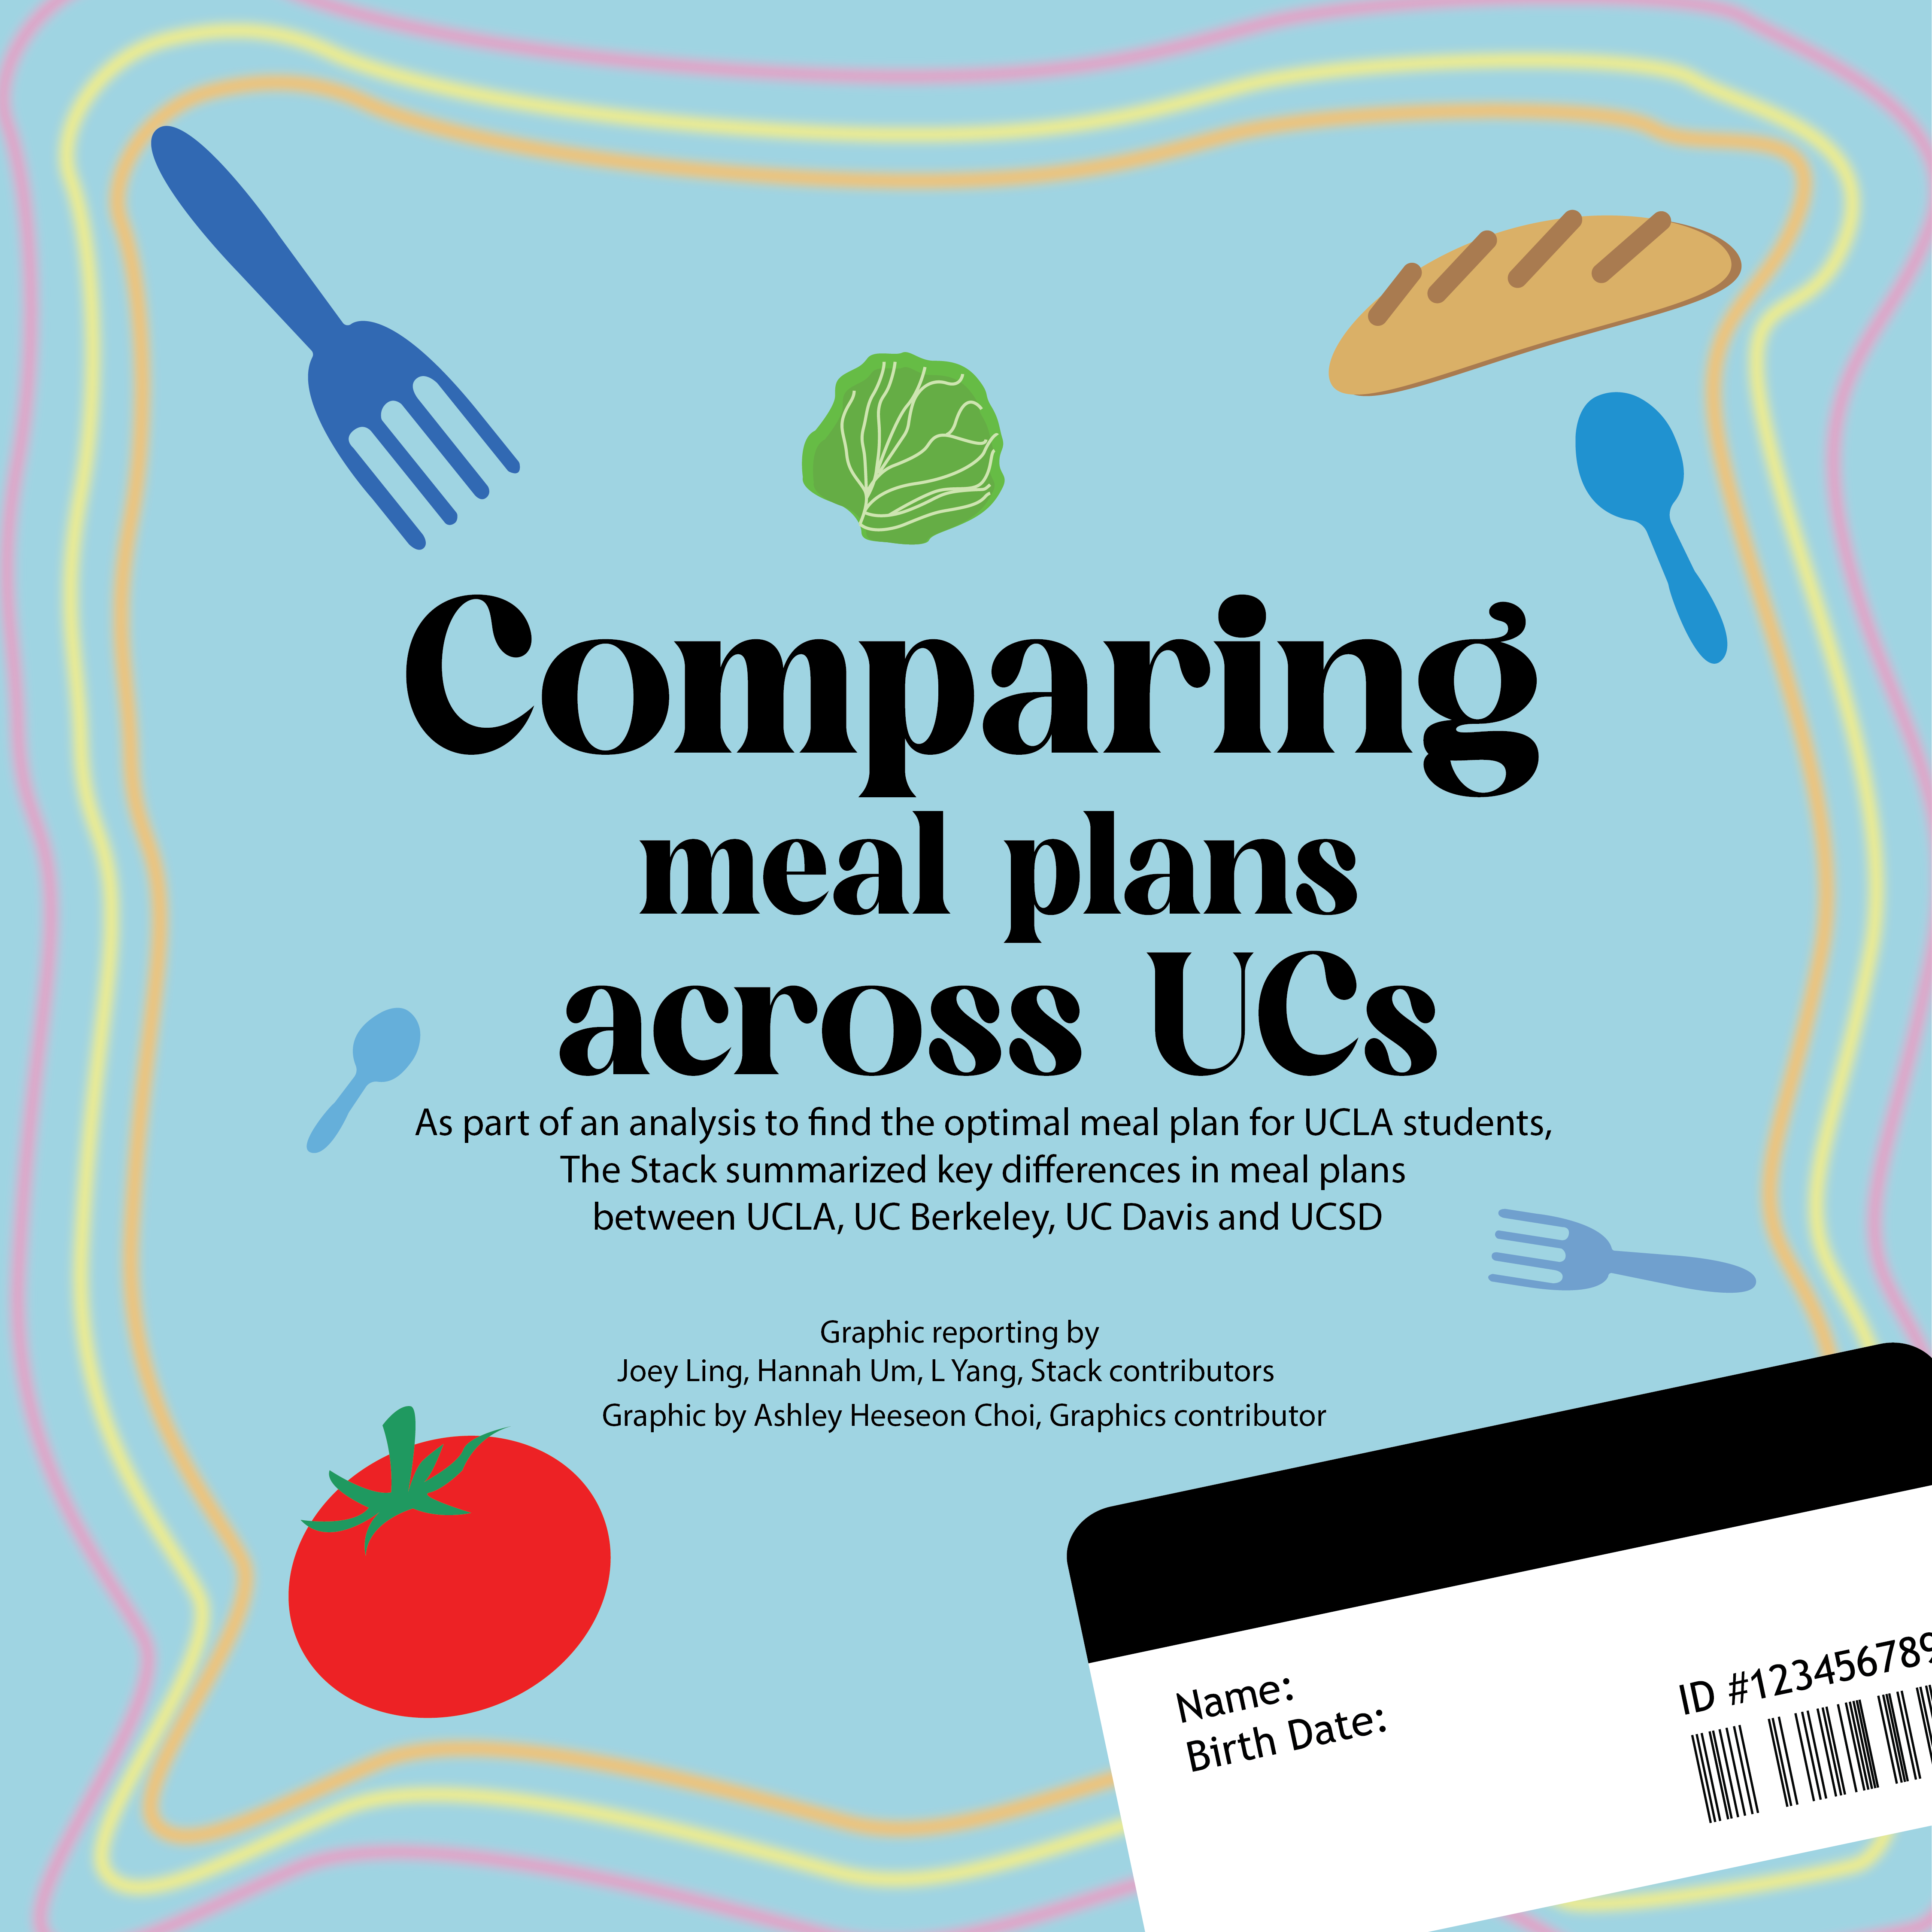 Comparing
meal plans
across UCs
As part of an analysis to find the optimal meal plan for UCLA students,
The Stack summarized key differences in meal plans
between UCLA, UC Berkeley, UC Davis and UCSD
Graphic reporting by
Joey Ling, Hannah Um, L Yang, Stack contributors
Graphic by Ashley Heeseon Choi, Graphics contributor
Name:
Birth Date:
ID #123456789